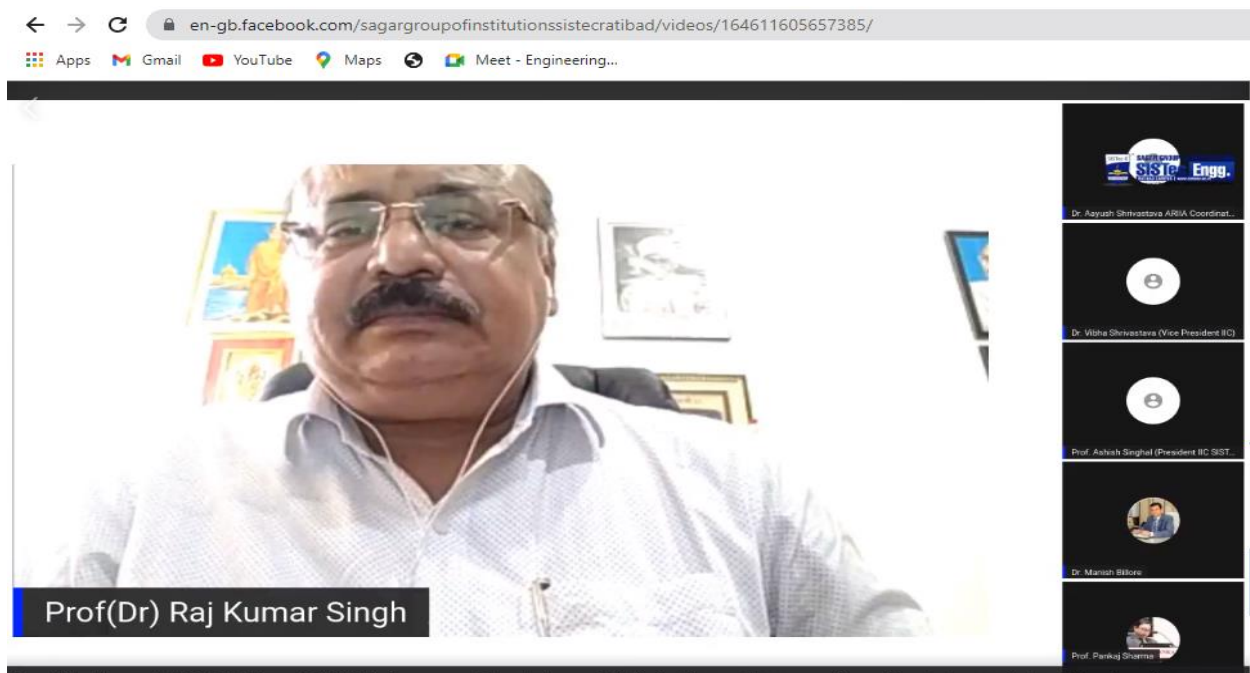 en-gb.facebook.com/sagargroupofinstitutionssistecratibad/videos/164611605657385/
Apps Gmail YouTube Maps Meet - Engineering...
SISTec Engg.
Dr. Aayush Shrivastava ARIIA Coordinat...
Dr. Vibha Shrivastava (Vice President IIC)
Prof. Ashish Singhal (President IIC SIST...
Dr. Manish Billore
Prof. Pankaj Sharma
Prof(Dr) Raj Kumar Singh